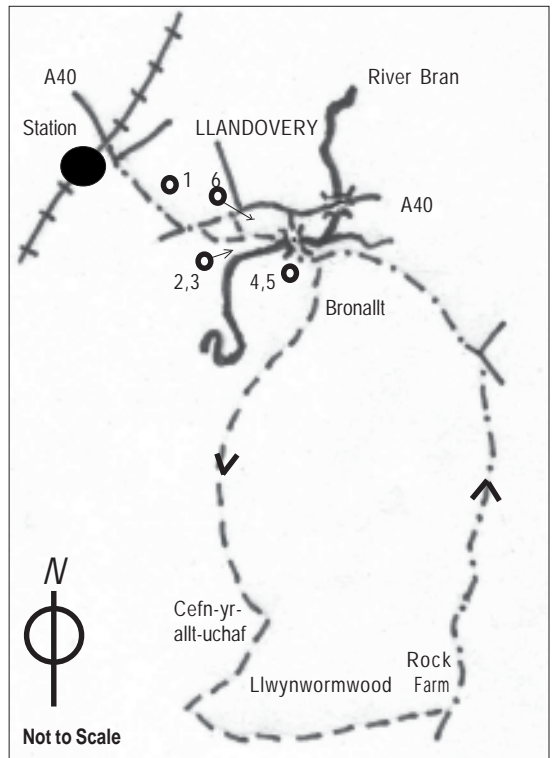 A40
River Bran
Station
LLANDOVERY
1
6
A40
2,3
4,5
Bronallt
Cefn-yr-
allt-uchaf
Rock
Farm
Llwynwormwood
N
Not to Scale